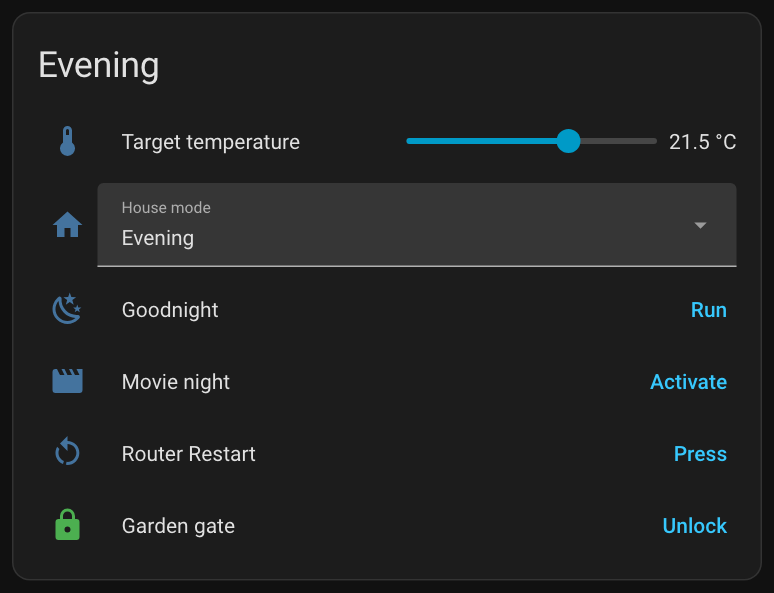 Evening
Target temperature 21.5 °C
House mode
Evening
Goodnight Run
Movie night Activate
Router Restart Press
Garden gate Unlock